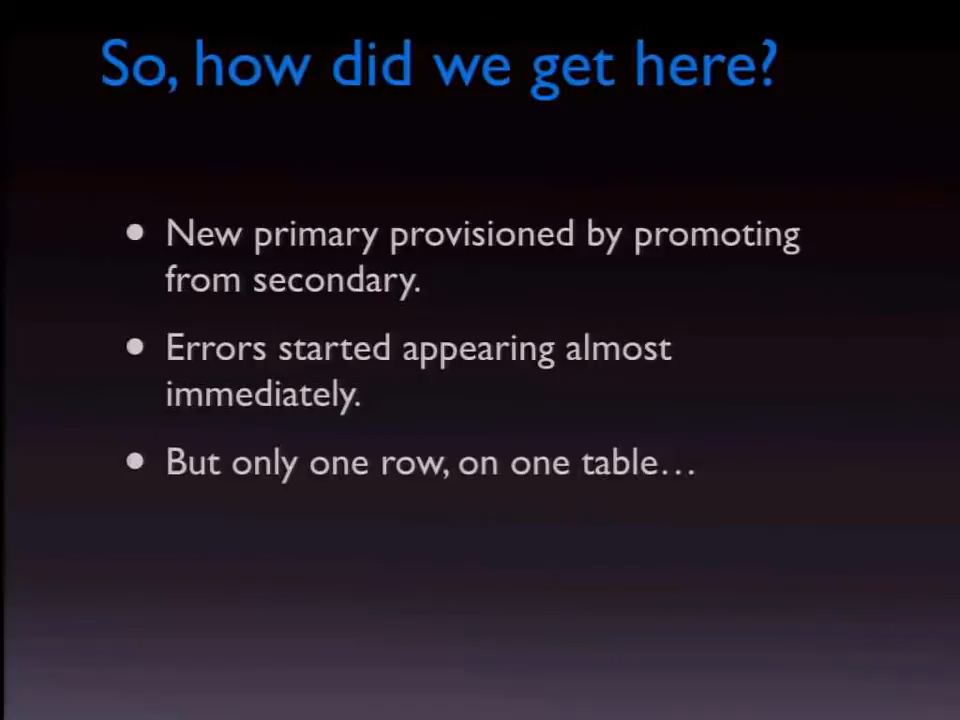 So, how did we get here?
• New primary provisioned by promoting
from secondary.
• Errors started appearing almost
immediately.
• But only one row, on one table…